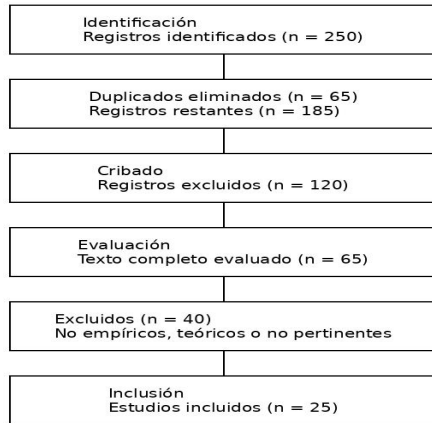 Identificación
Registros identificados (n = 250)
Duplicados eliminados (n = 65)
Registros restantes (n = 185)
Cribado
Registros excluidos (n = 120)
Evaluación
Texto completo evaluado (n = 65)
Excluidos (n = 40)
No empíricos, teóricos o no pertinentes
Inclusión
Estudios incluidos (n = 25)